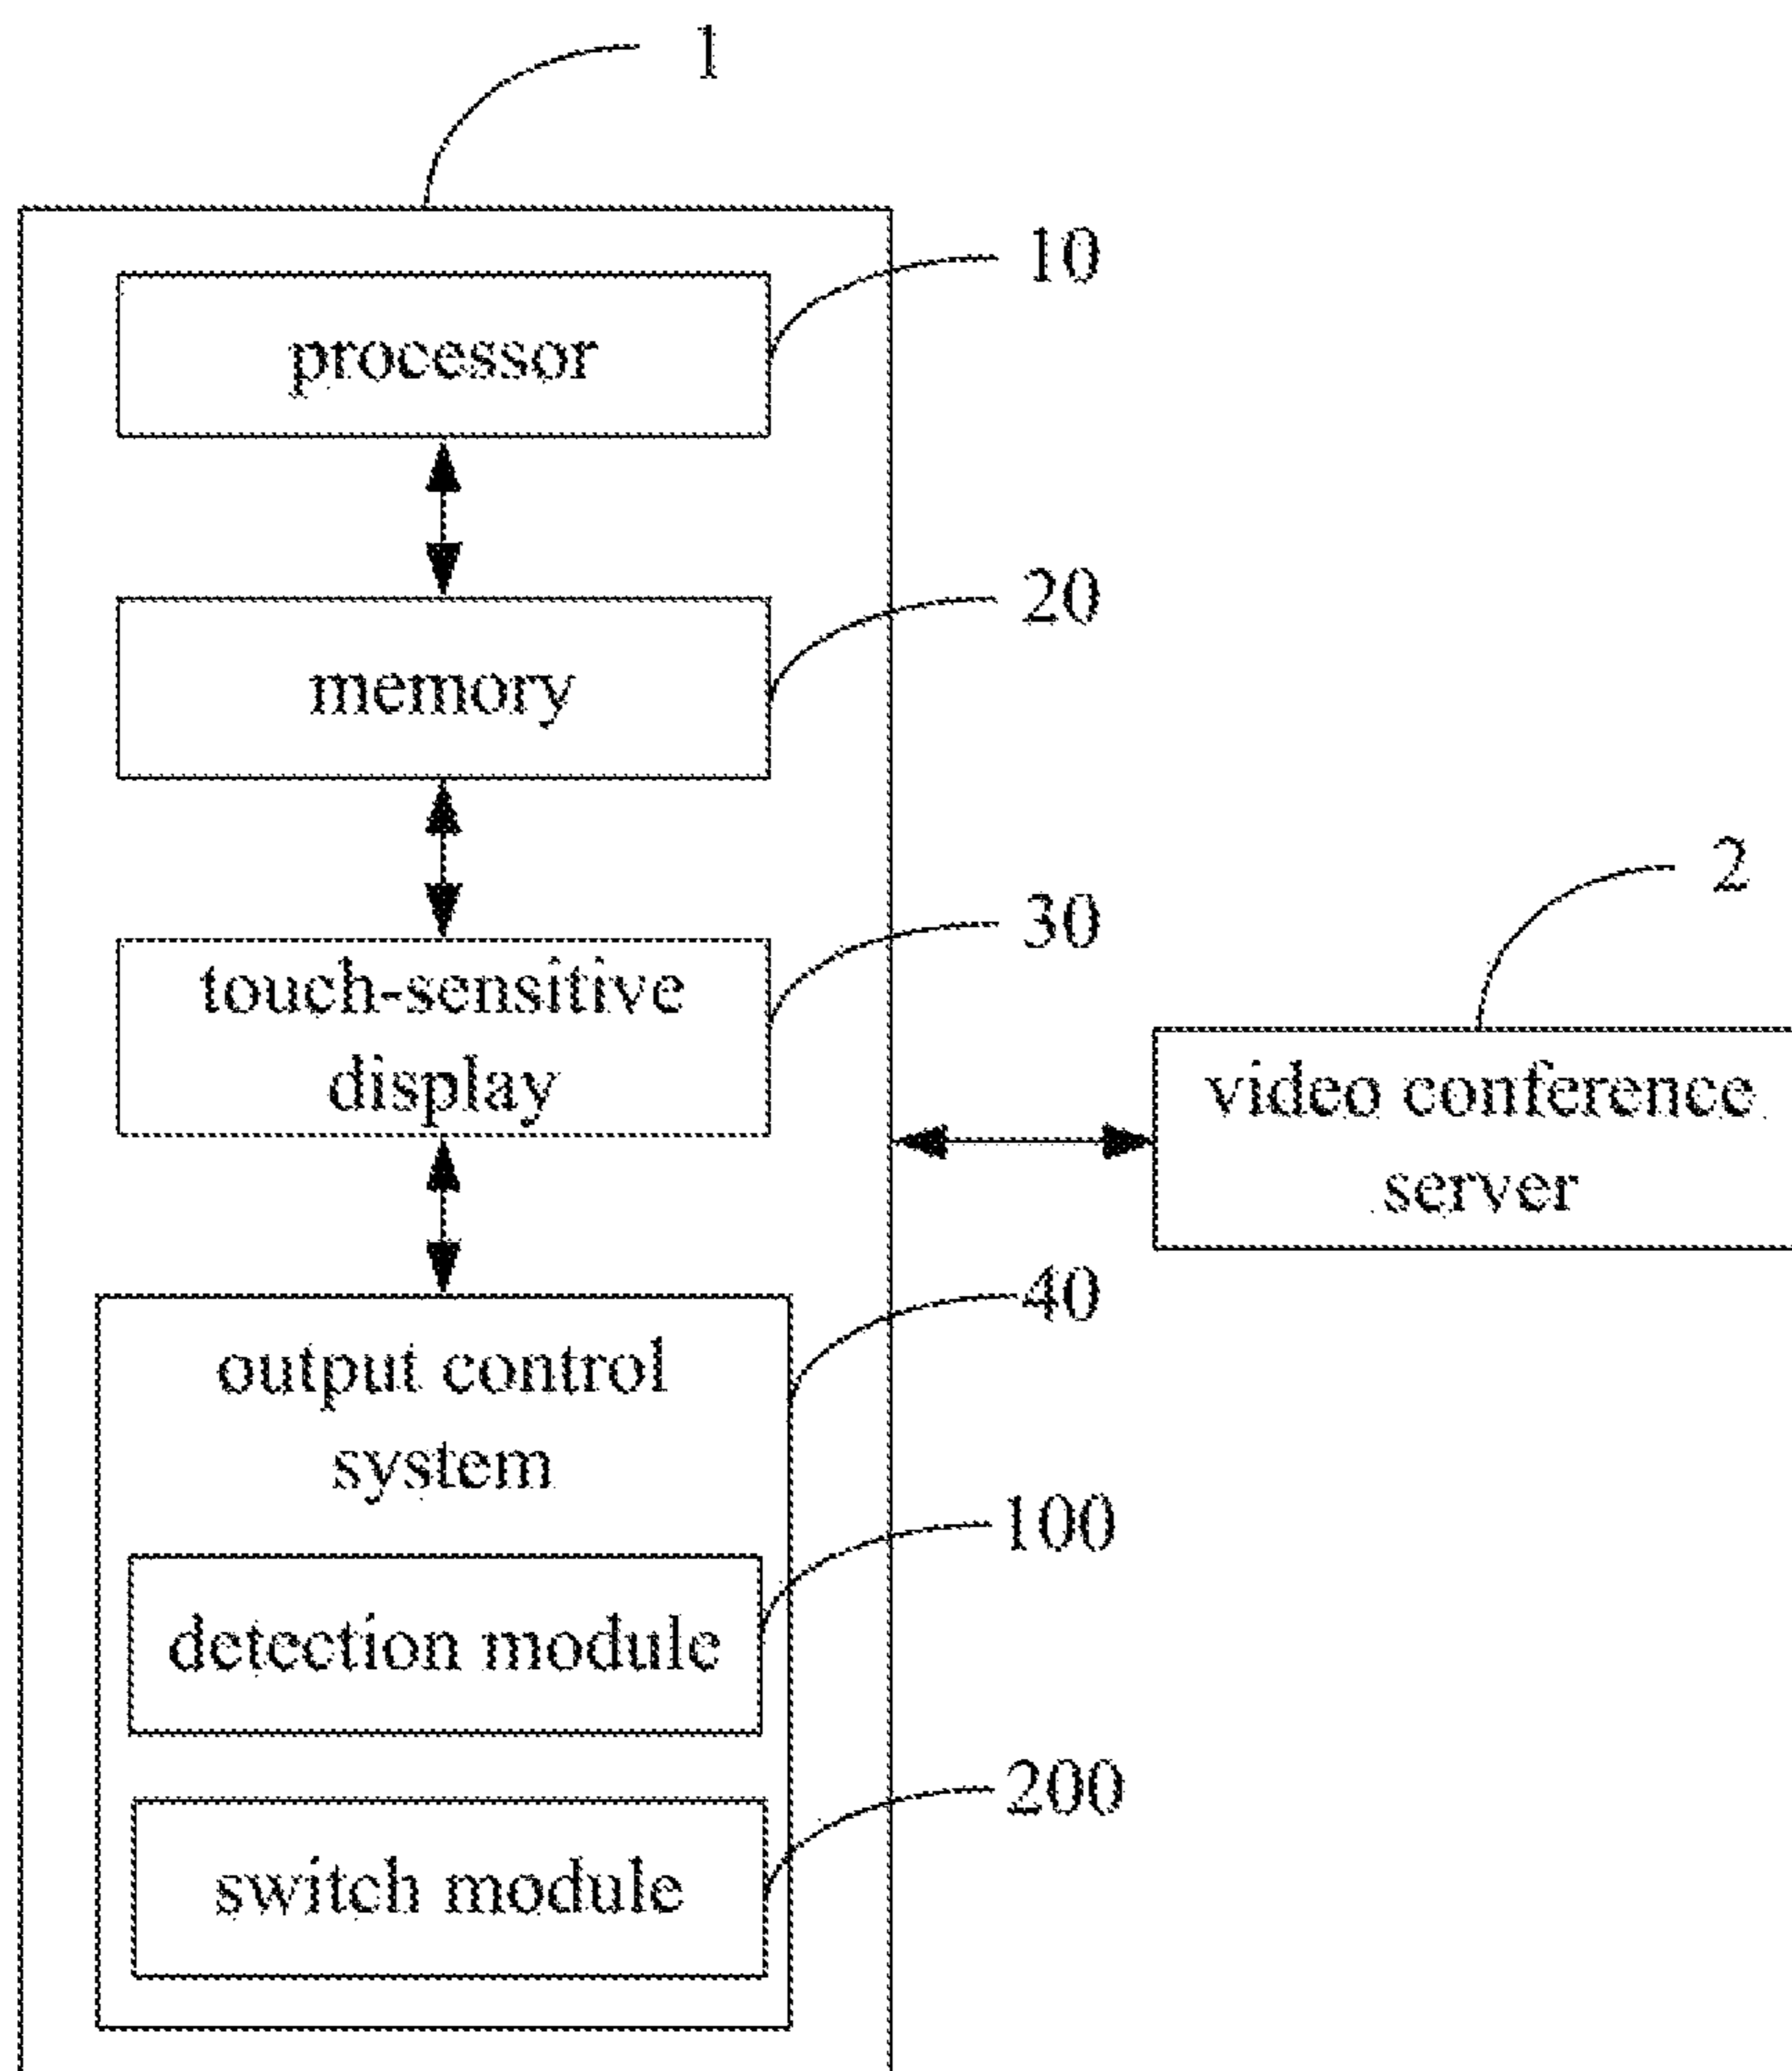 1
10
processor
20
memory
30
touch-sensitive
display
2
video conference
server
40
output control
system
100
detection module
200
switch module